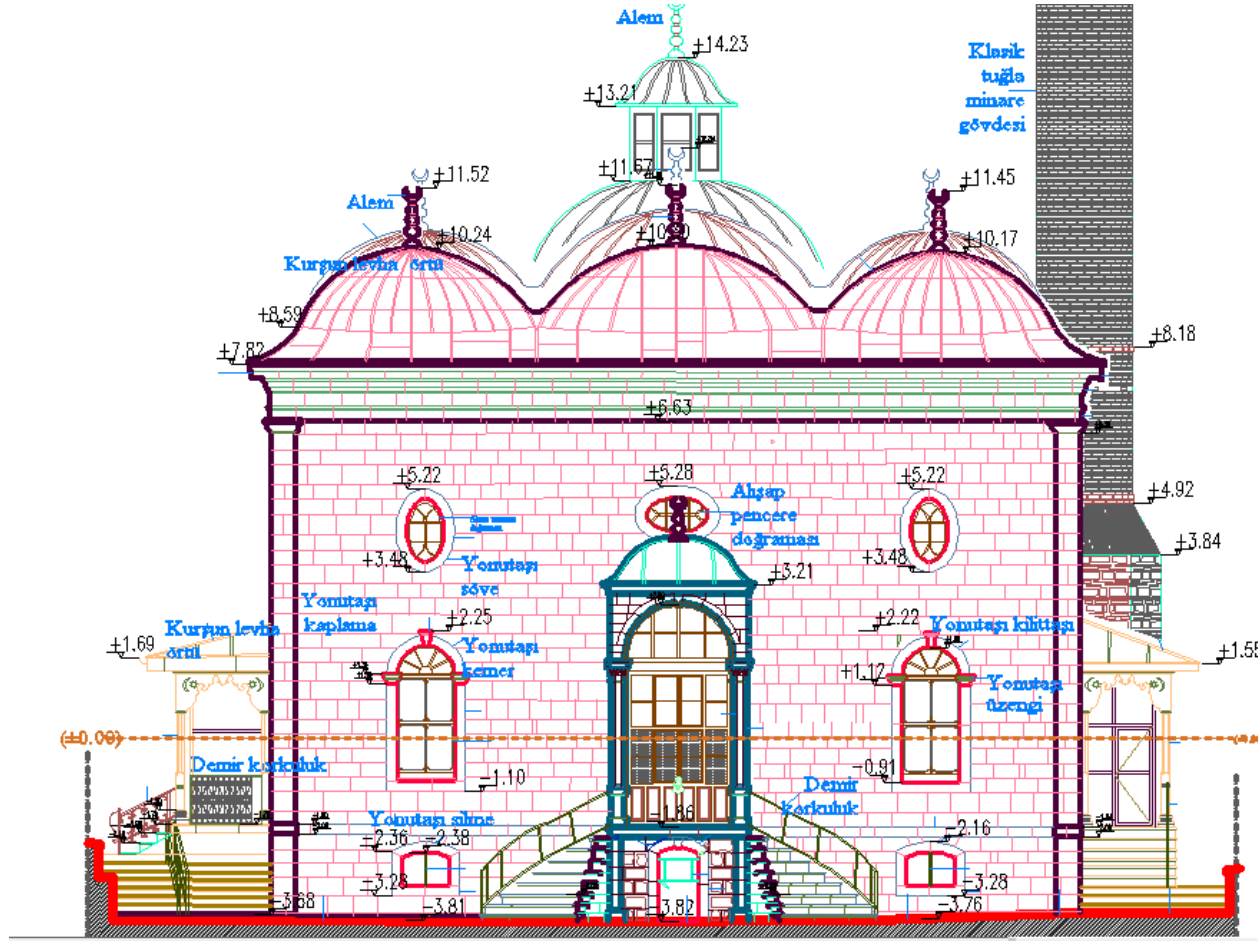 Alem
+14.23
Klasik
tuğla
minare
gövdesi
+13.21
+11.67
+11.52
+11.45
Alem
+10.24
+10.17
Kurşun levha örtü
+8.59
+8.18
+7.82
+6.63
+5.22
+5.28
+5.22
Ahşap
pencere
doğraması
+4.92
+3.48
+3.48
+3.84
Yonutaşı
söve
+3.21
Yonutaşı
kaplama
+2.25
+2.22
Yonutaşı kilittaşı
Kurşun levha
örtü
+1.69
Yonutaşı
kemer
+1.12
+1.58
Yonutaşı
üzengi
(±0.00)
Demir korkuluk
-1.10
-0.91
Demir
korkuluk
Yonutaşı silme
-1.86
-2.36
-2.38
-2.16
-3.28
-3.28
-3.68
-3.81
-3.82
-3.76